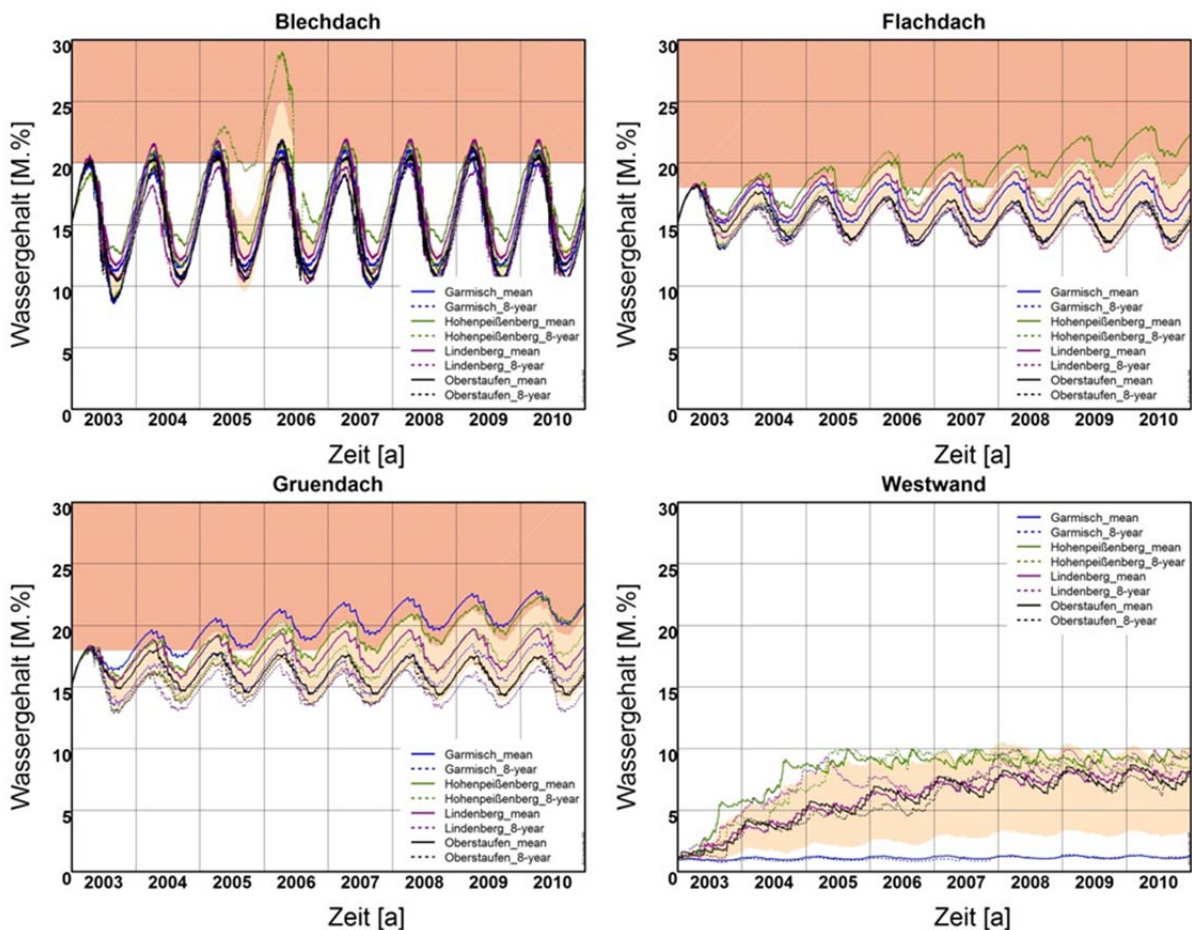 Blechdach
Wassergehalt [M.%]
30
25
20
15
10
5
0
Garmisch_mean
Garmisch_8-year
Hohenpeißenberg_mean
Hohenpeißenberg_8-year
Lindenberg_mean
Lindenberg_8-year
Oberstaufen_mean
Oberstaufen_8-year
2003 2004 2005 2006 2007 2008 2009 2010
Zeit [a]
Flachdach
Wassergehalt [M.%]
30
25
20
15
10
5
0
Garmisch_mean
Garmisch_8-year
Hohenpeißenberg_mean
Hohenpeißenberg_8-year
Lindenberg_mean
Lindenberg_8-year
Oberstaufen_mean
Oberstaufen_8-year
2003 2004 2005 2006 2007 2008 2009 2010
Zeit [a]
Gruendach
Wassergehalt [M.%]
30
25
20
15
10
5
0
Garmisch_mean
Garmisch_8-year
Hohenpeißenberg_mean
Hohenpeißenberg_8-year
Lindenberg_mean
Lindenberg_8-year
Oberstaufen_mean
Oberstaufen_8-year
2003 2004 2005 2006 2007 2008 2009 2010
Zeit [a]
Westwand
Wassergehalt [M.%]
30
25
20
15
10
5
0
Garmisch_mean
Garmisch_8-year
Hohenpeißenberg_mean
Hohenpeißenberg_8-year
Lindenberg_mean
Lindenberg_8-year
Oberstaufen_mean
Oberstaufen_8-year
2003 2004 2005 2006 2007 2008 2009 2010
Zeit [a]